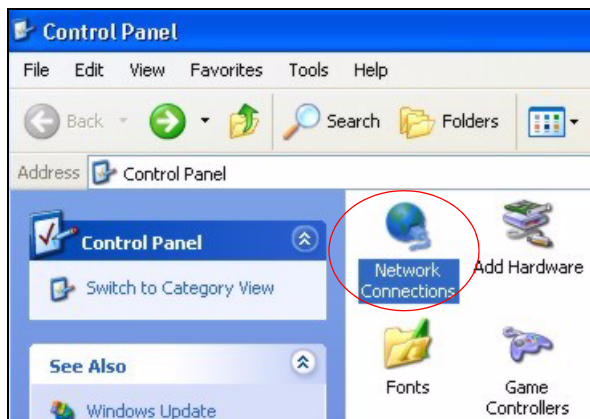 Control Panel
File Edit View Favorites Tools Help
Back Search Folders
Address Control Panel
Control Panel
Switch to Category View
See Also
Windows Update
Network
Connections
Add Hardware
Fonts
Game
Controllers